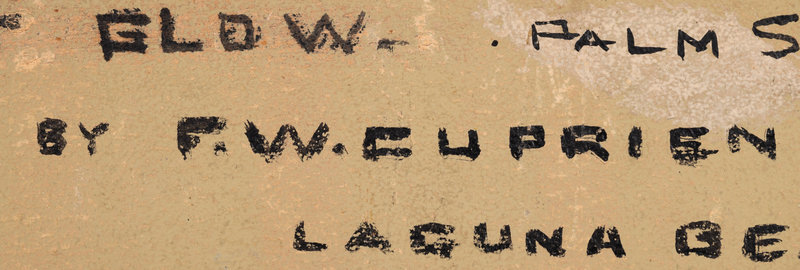 GLOW - . PALM S
BY F.W. CUPRIEN
LAGUNA BE